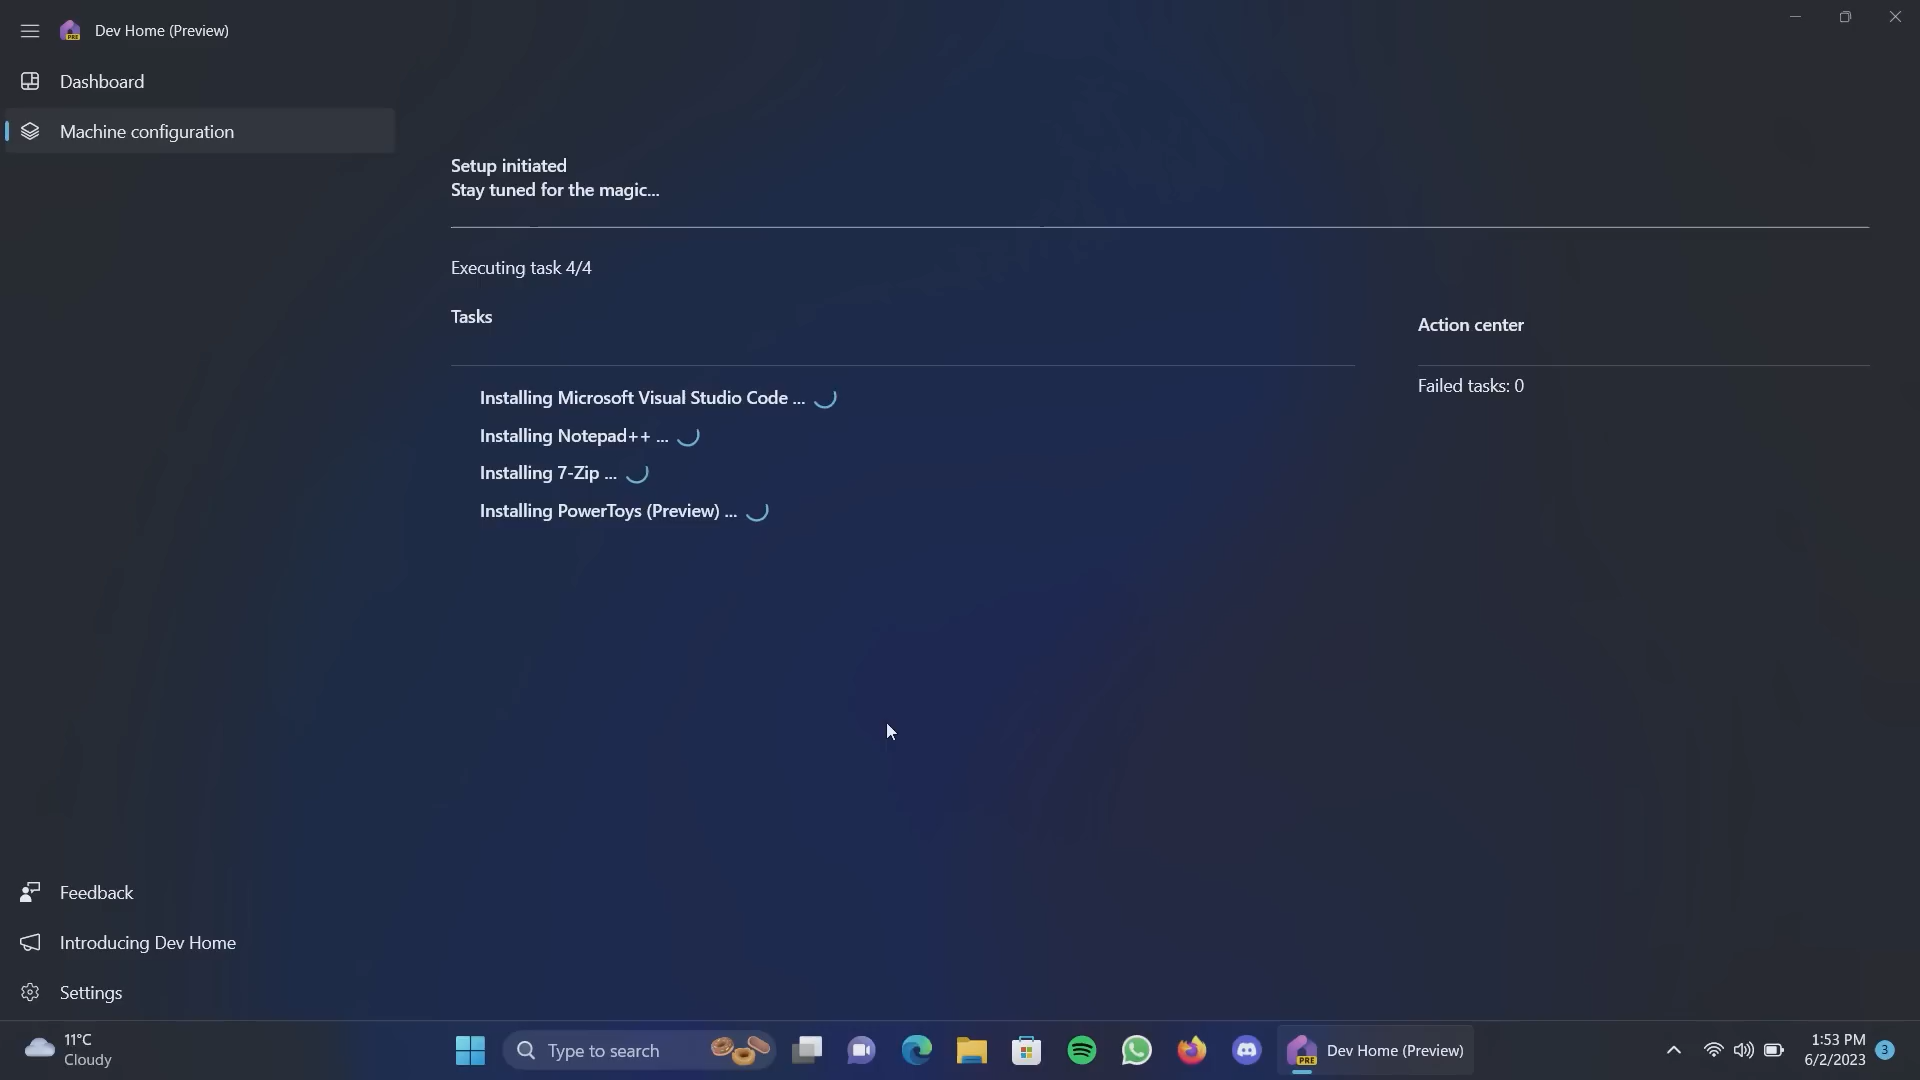 Dev Home (Preview)
Dashboard
Machine configuration
Setup initiated
Stay tuned for the magic...
Executing task 4/4
Tasks
Action center
Installing Microsoft Visual Studio Code ...
Failed tasks: 0
Installing Notepad++ ...
Installing 7-Zip ...
Installing PowerToys (Preview) ...
Feedback
Introducing Dev Home
Settings
11°C
Cloudy
Type to search
PRE
Dev Home (Preview)
1:53 PM
6/2/2023
3